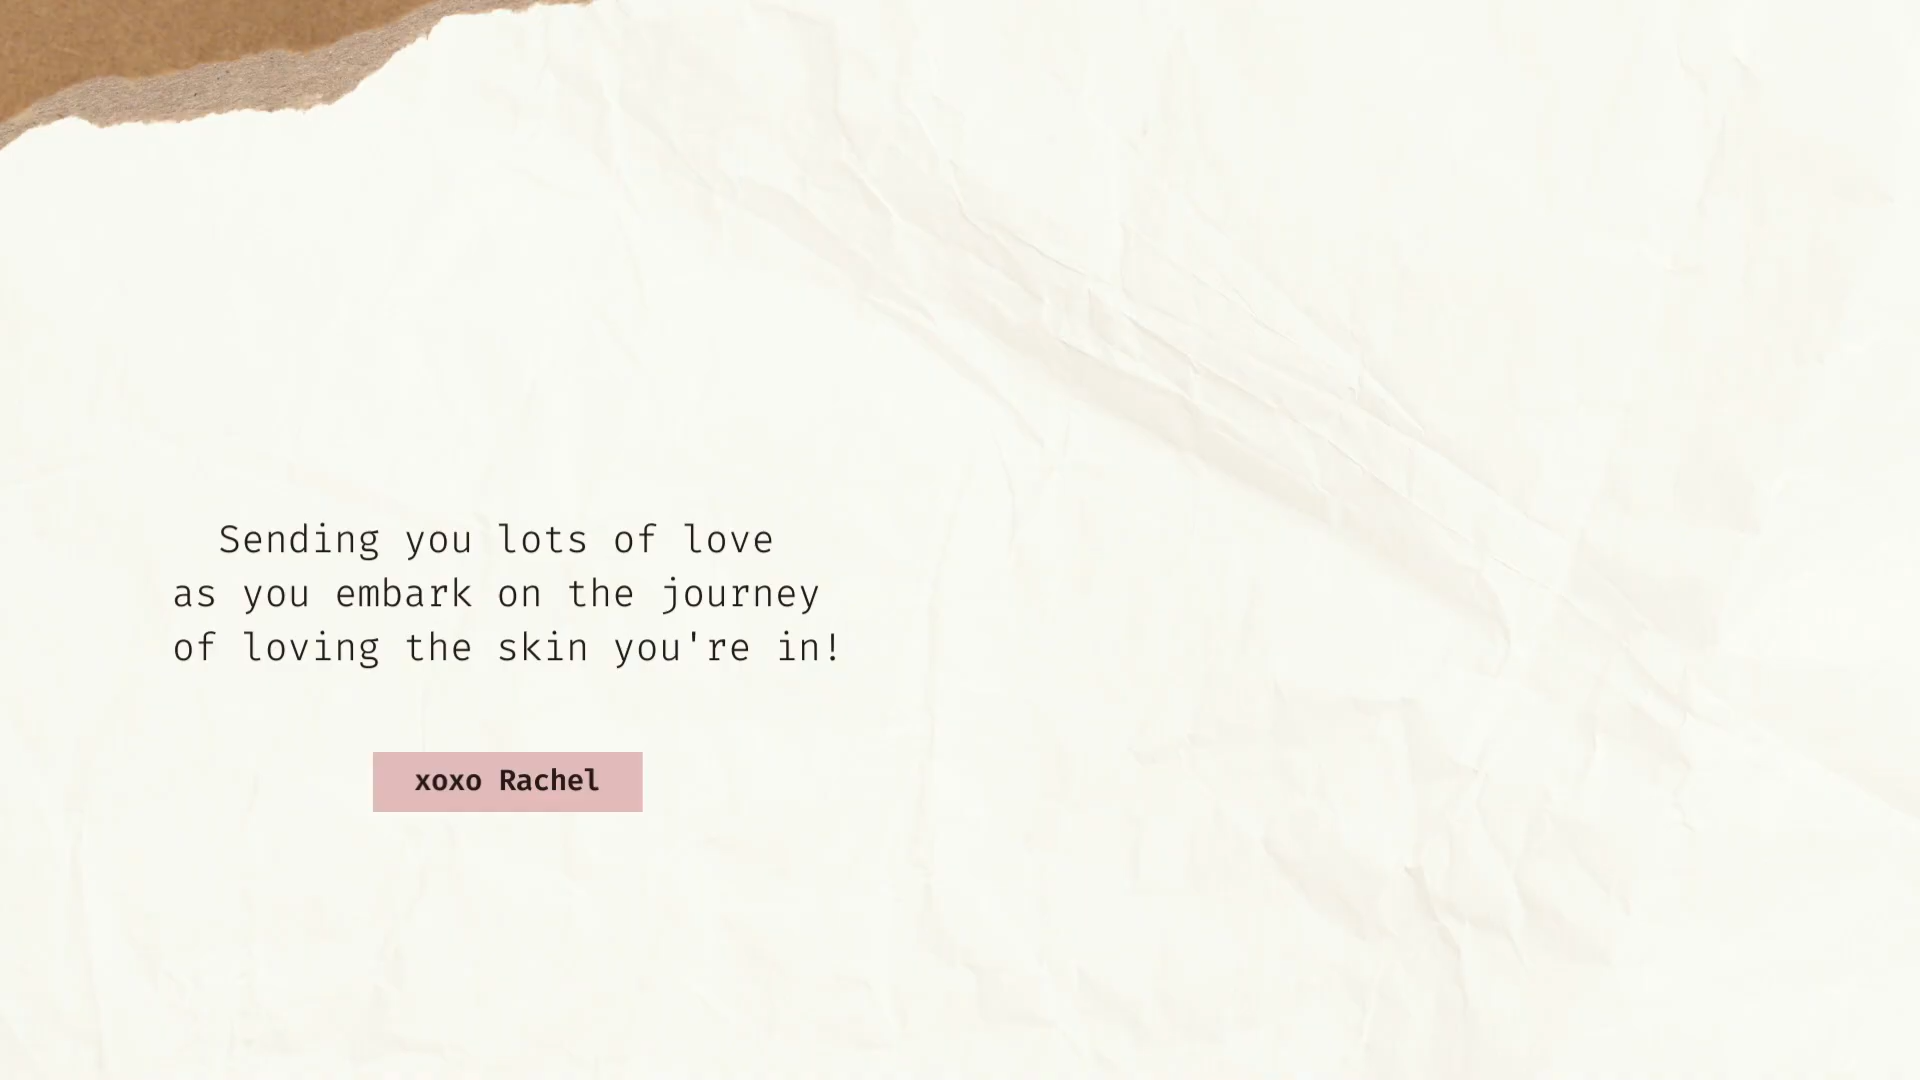 Sending you lots of love
as you embark on the journey
of loving the skin you're in!
xoxo Rachel